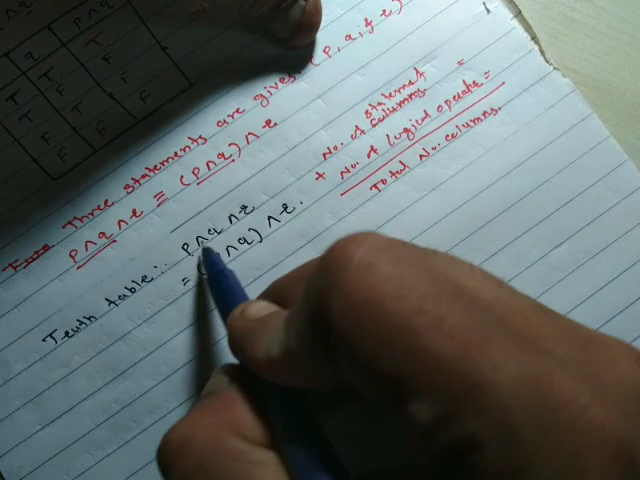 q p∧q
T T.
T F
F F
F F
Three statements are given (p, q, & r)
p∧q∧r ≡ (p∧q)∧r
No. of statement columns =
+ No. of logical operator =
Total No. columns.
Truth table:. p∧q∧r
= (p∧q)∧r.